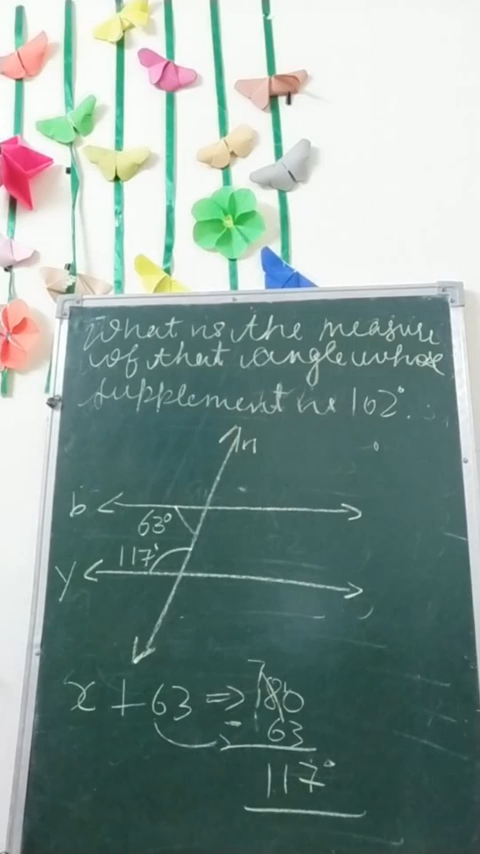 What is the measure
of that angle whose
supplement is 102°.
n
b
63°
117°
y
x + 63 ⇒ 180
- 63
117°